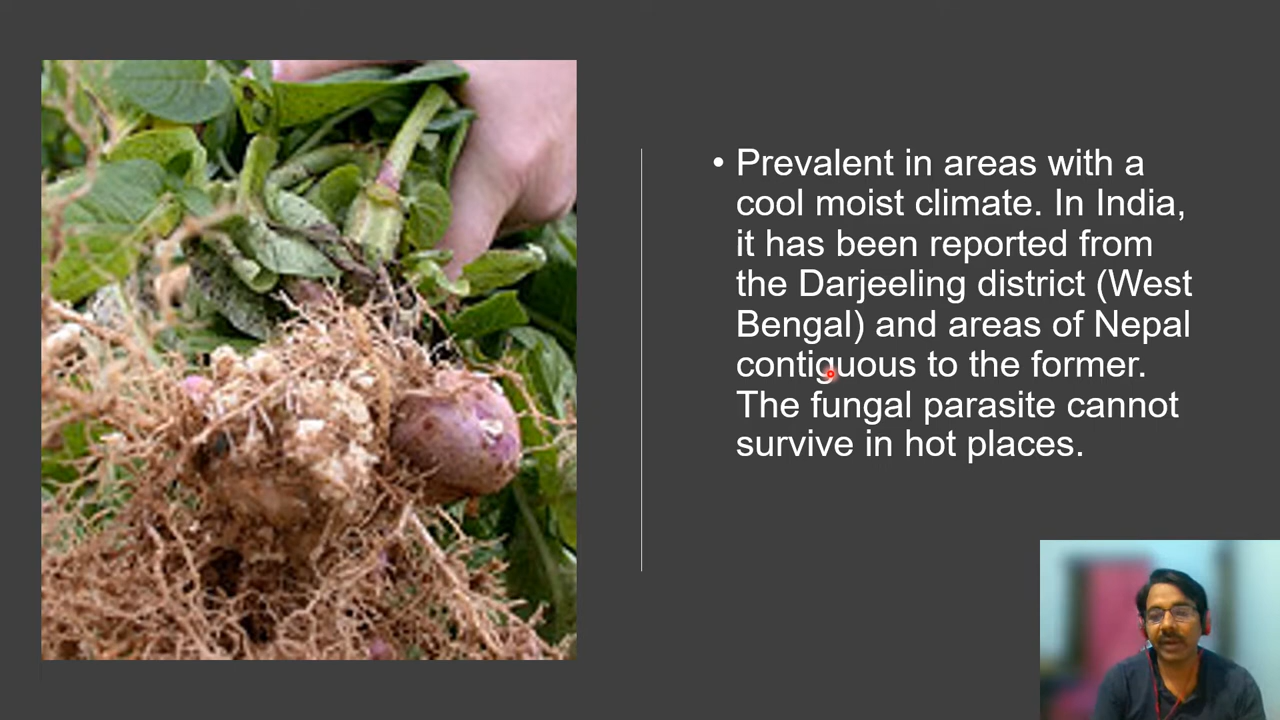 • Prevalent in areas with a
cool moist climate. In India,
it has been reported from
the Darjeeling district (West
Bengal) and areas of Nepal
contiguous to the former.
The fungal parasite cannot
survive in hot places.